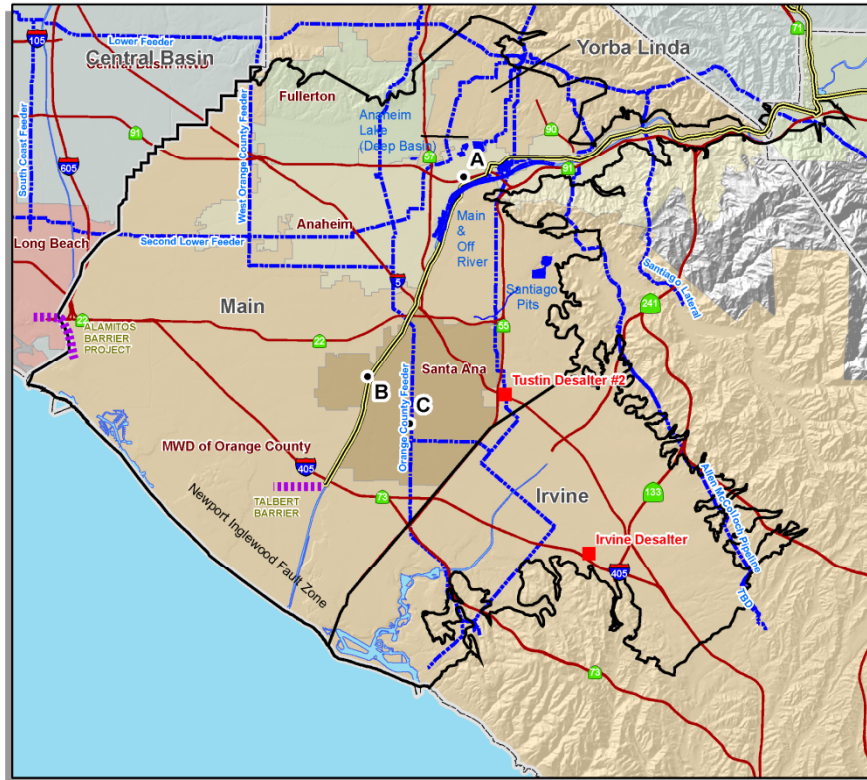 71
105
Lower Feeder
Central Basin
Central Basin MWD
Yorba Linda
Fullerton
South Coast Feeder
91
605
West Orange County Feeder
Anaheim
Lake
(Deep Basin)
57
90
A
91
Long Beach
Second Lower Feeder
Anaheim
Main
& Off
River
5
Santiago
Pits
Santiago Lateral
241
Main
22
ALAMITOS
BARRIER
PROJECT
22
55
Santa Ana
B
Tustin Desalter #2
C
Orange County Feeder
MWD of Orange County
405
TALBERT
BARRIER
73
Irvine
133
Allen McColloch Pipeline
TBD
Newport Inglewood Fault Zone
Irvine Desalter
405
73